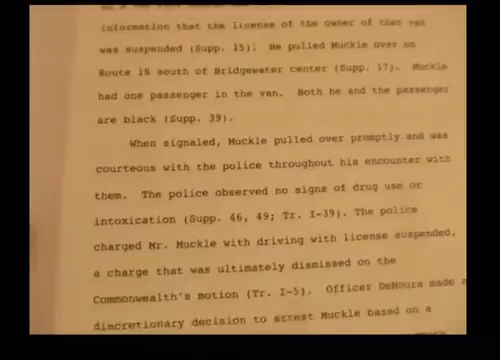 information that the license of the owner of that van
was suspended (Supp. 15). He pulled Muckle over on
Route 18 south of Bridgewater center (Supp. 17). Muckle
had one passenger in the van. Both he and the passenger
are black (Supp. 39).
When signaled, Muckle pulled over promptly and was
courteous with the police throughout his encounter with
them. The police observed no signs of drug use or
intoxication (Supp. 46, 49; Tr. I-39). The police
charged Mr. Muckle with driving with license suspended,
a charge that was ultimately dismissed on the
Commonwealth's motion (Tr. I-5). Officer DeMoura made a
discretionary decision to arrest Muckle based on a